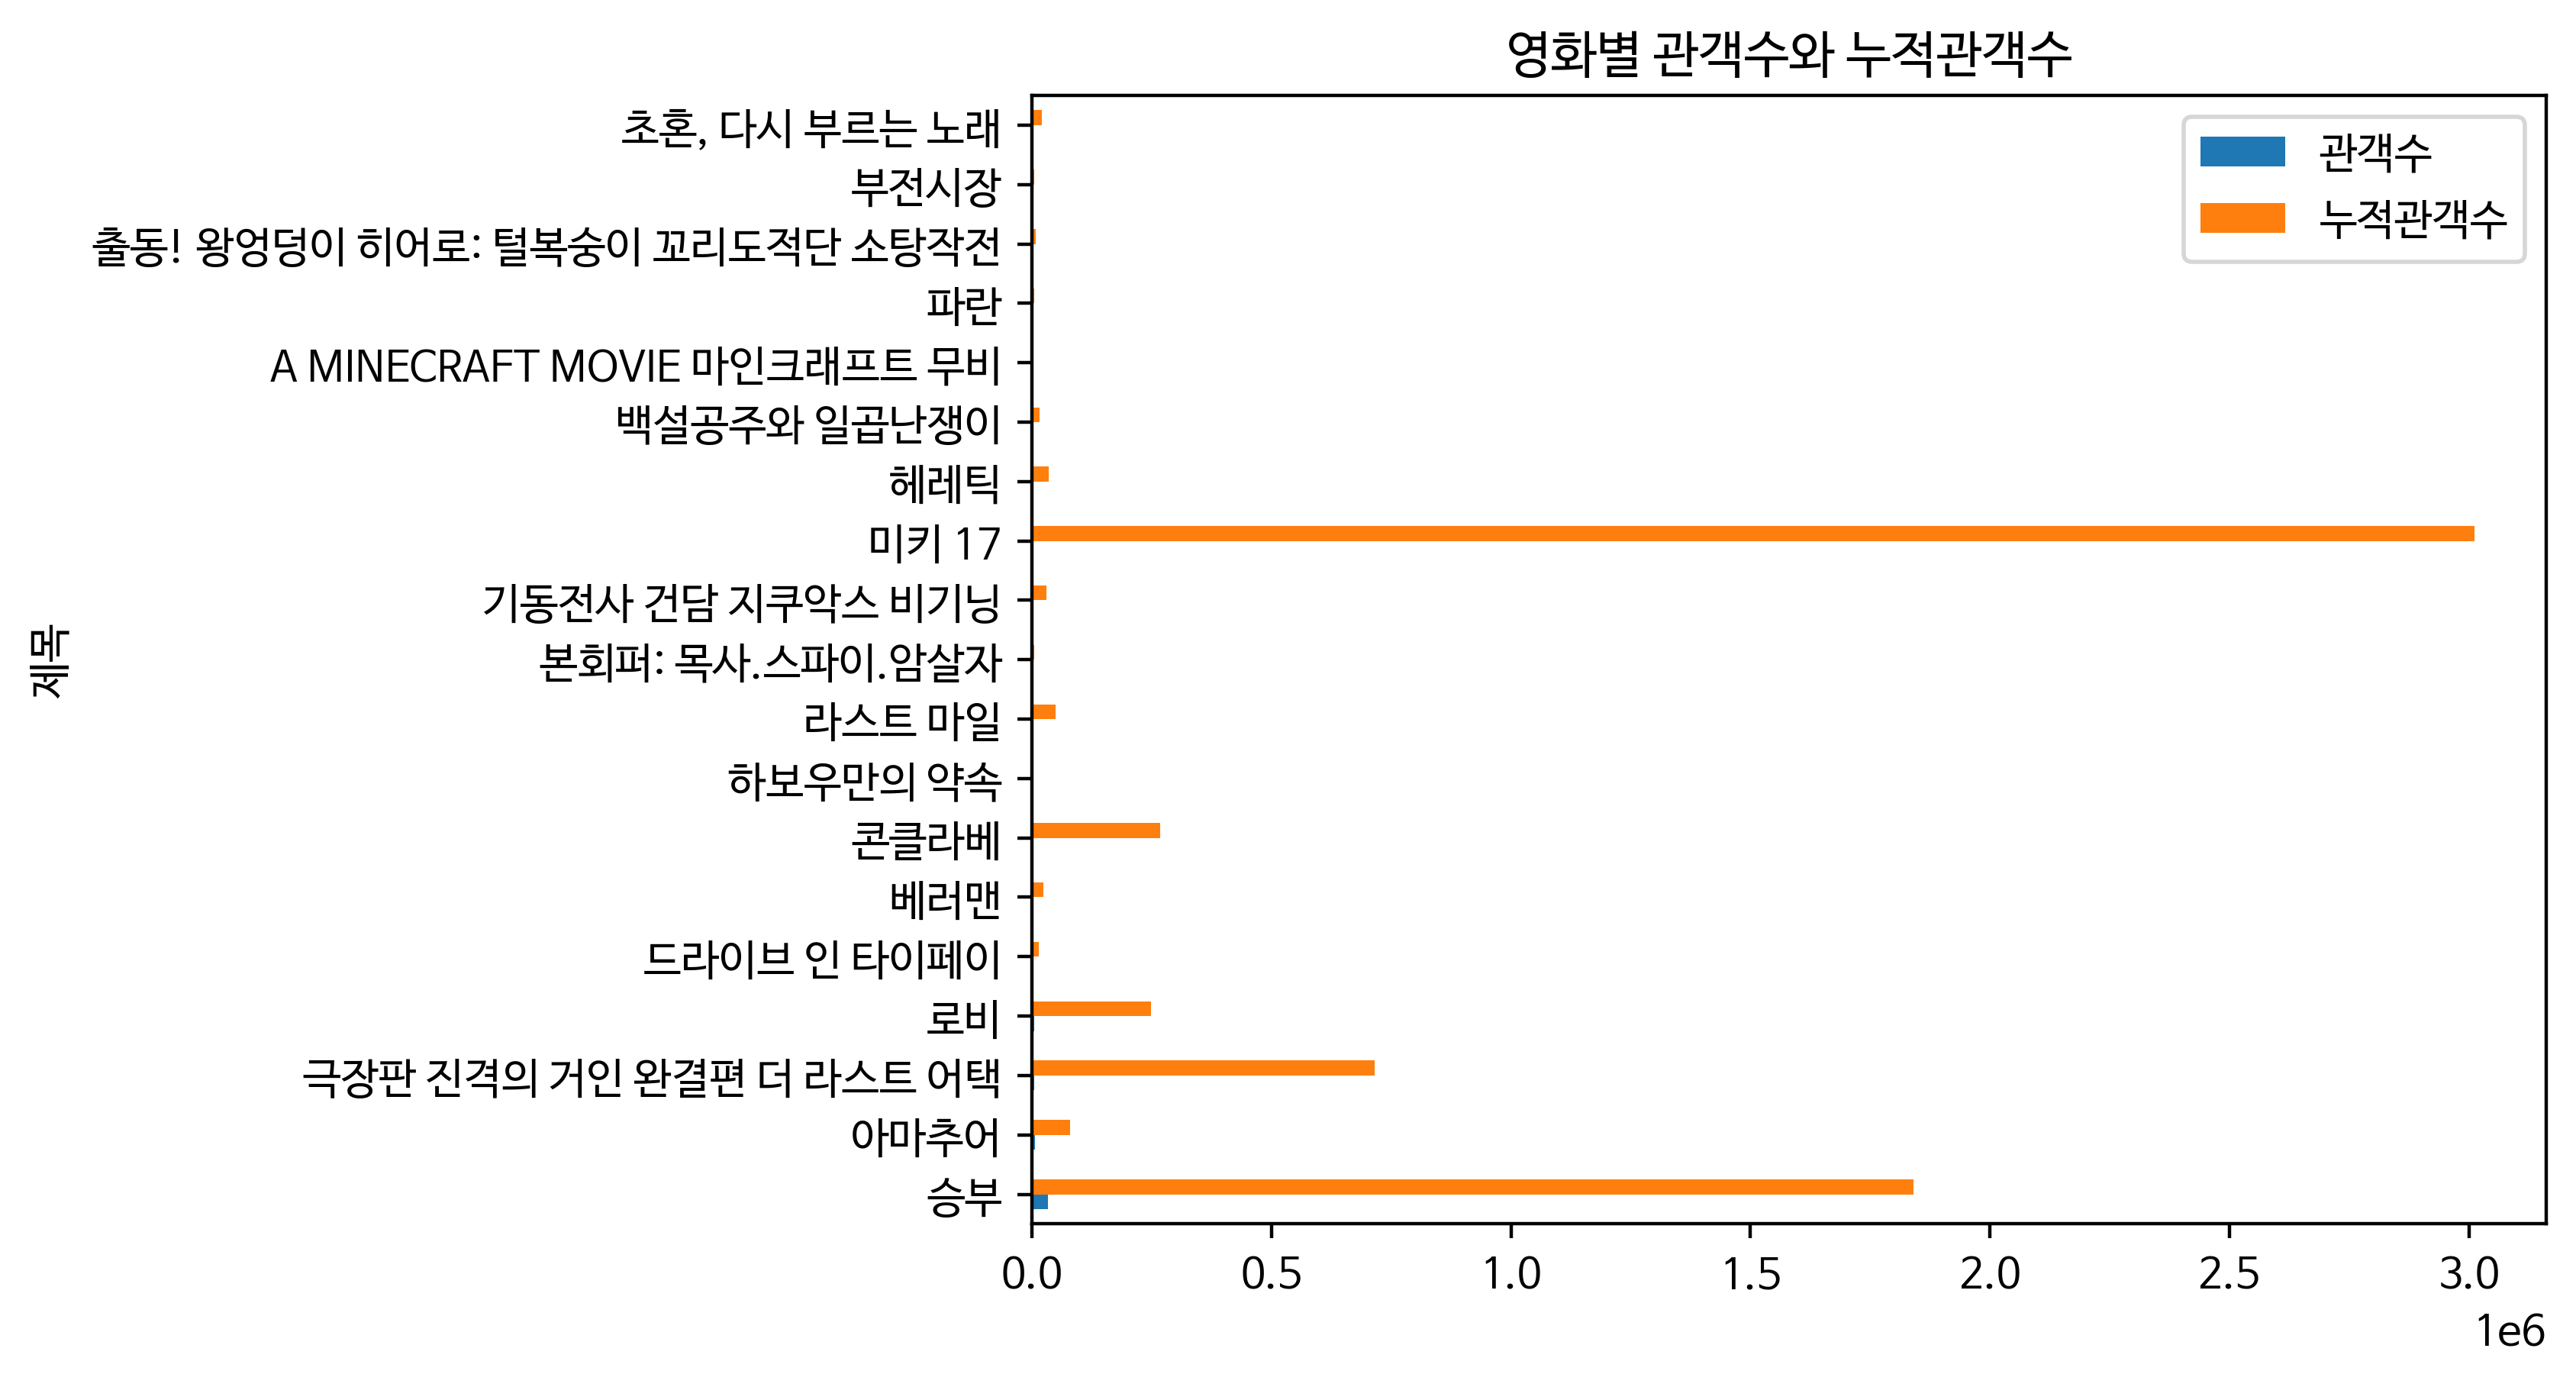 영화별 관객수와 누적관객수
관객수
누적관객수
제목
초혼, 다시 부르는 노래
부전시장
출동! 왕엉덩이 히어로: 털복숭이 꼬리도적단 소탕작전
파란
A MINECRAFT MOVIE 마인크래프트 무비
백설공주와 일곱난쟁이
헤레틱
미키 17
기동전사 건담 지쿠악스 비기닝
본회퍼: 목사.스파이.암살자
라스트 마일
하보우만의 약속
콘클라베
베러맨
드라이브 인 타이페이
로비
극장판 진격의 거인 완결편 더 라스트 어택
아마추어
승부
0.0 0.5 1.0 1.5 2.0 2.5 3.0
1e6